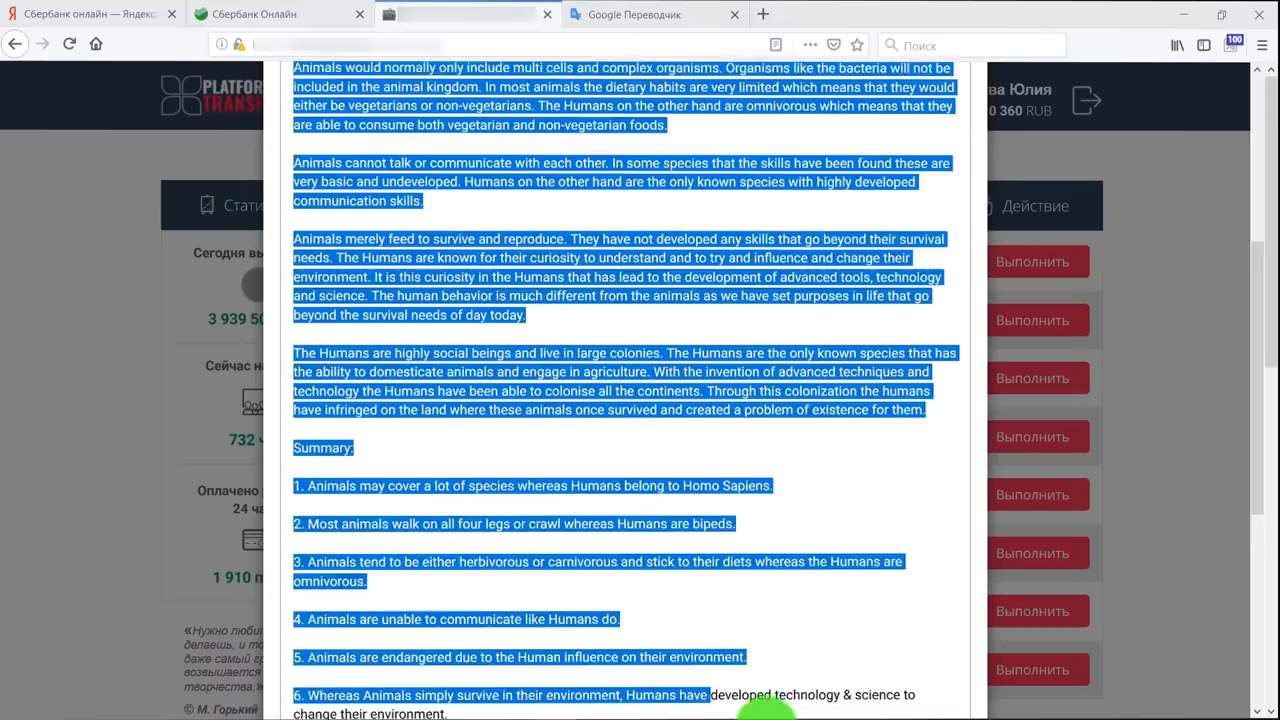 Сбербанк онлайн — Яндекс
Сбербанк Онлайн
Google Переводчик
100
Поиск
PLATFOR
TRANS
ва Юлия
0 360 RUB
Стати
Действие
Сегодня вы
3 939 50
Сейчас на
732 ч
Оплачено
24 час
1 910 п
«Нужно люби
делаешь, и то
даже самый гр
возвышается
творчества.»
© М. Горький
Animals would normally only include multi cells and complex organisms. Organisms like the bacteria will not be
included in the animal kingdom. In most animals the dietary habits are very limited which means that they would
either be vegetarians or non-vegetarians. The Humans on the other hand are omnivorous which means that they
are able to consume both vegetarian and non-vegetarian foods.
Animals cannot talk or communicate with each other. In some species that the skills have been found these are
very basic and undeveloped. Humans on the other hand are the only known species with highly developed
communication skills.
Animals merely feed to survive and reproduce. They have not developed any skills that go beyond their survival
needs. The Humans are known for their curiosity to understand and to try and influence and change their
environment. It is this curiosity in the Humans that has lead to the development of advanced tools, technology
and science. The human behavior is much different from the animals as we have set purposes in life that go
beyond the survival needs of day today.
The Humans are highly social beings and live in large colonies. The Humans are the only known species that has
the ability to domesticate animals and engage in agriculture. With the invention of advanced techniques and
technology the Humans have been able to colonise all the continents. Through this colonization the humans
have infringed on the land where these animals once survived and created a problem of existence for them.
Summary:
1. Animals may cover a lot of species whereas Humans belong to Homo Sapiens.
2. Most animals walk on all four legs or crawl whereas Humans are bipeds.
3. Animals tend to be either herbivorous or carnivorous and stick to their diets whereas the Humans are
omnivorous.
4. Animals are unable to communicate like Humans do.
5. Animals are endangered due to the Human influence on their environment.
6. Whereas Animals simply survive in their environment, Humans have developed technology & science to
change their environment.
Выполнить
Выполнить
Выполнить
Выполнить
Выполнить
Выполнить
Выполнить
Выполнить